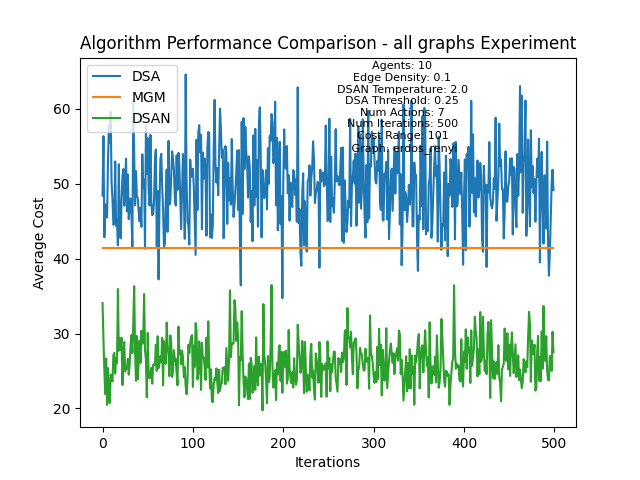 Algorithm Performance Comparison - all graphs Experiment
DSA
MGM
DSAN
Agents: 10
Edge Density: 0.1
DSAN Temperature: 2.0
DSA Threshold: 0.25
Num Actions: 7
Num Iterations: 500
Cost Range: 101
Graph: erdos_renyi
Average Cost
60
50
40
30
20
0
100
200
300
400
500
Iterations